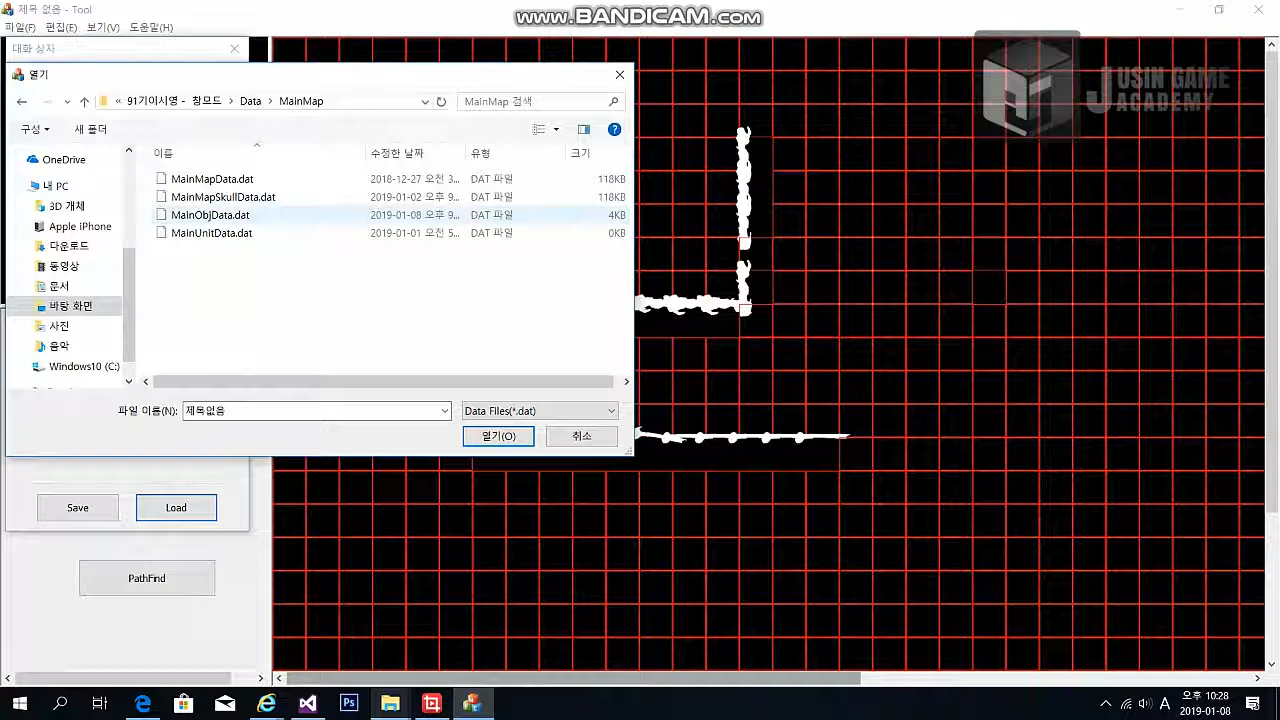 제목 없음 - Tool
www.BANDICAM.com
파일(F) 편집(E) 보기(V) 도움말(H)
대화 상자
JUSIN GAME
ACADEMY
열기
« 91기이시영 - 참모드 > Data > MainMap
MainMap 검색
구성 새 폴더
이름 수정한 날짜 유형 크기
OneDrive
내 PC
3D 개체
Apple iPhone
다운로드
동영상
문서
바탕 화면
사진
음악
Windows10 (C:)
MainMapData.dat 2018-12-27 오전 3... DAT 파일 118KB
MainMapSkullData.dat 2019-01-02 오후 9... DAT 파일 118KB
MainObjData.dat 2019-01-08 오후 9... DAT 파일 4KB
MainUnItData.dat 2019-01-01 오전 5... DAT 파일 0KB
파일 이름(N): 제목없음 Data Files(*.dat)
열기(O) 취소
Save Load
PathFind
오후 10:28
2019-01-08